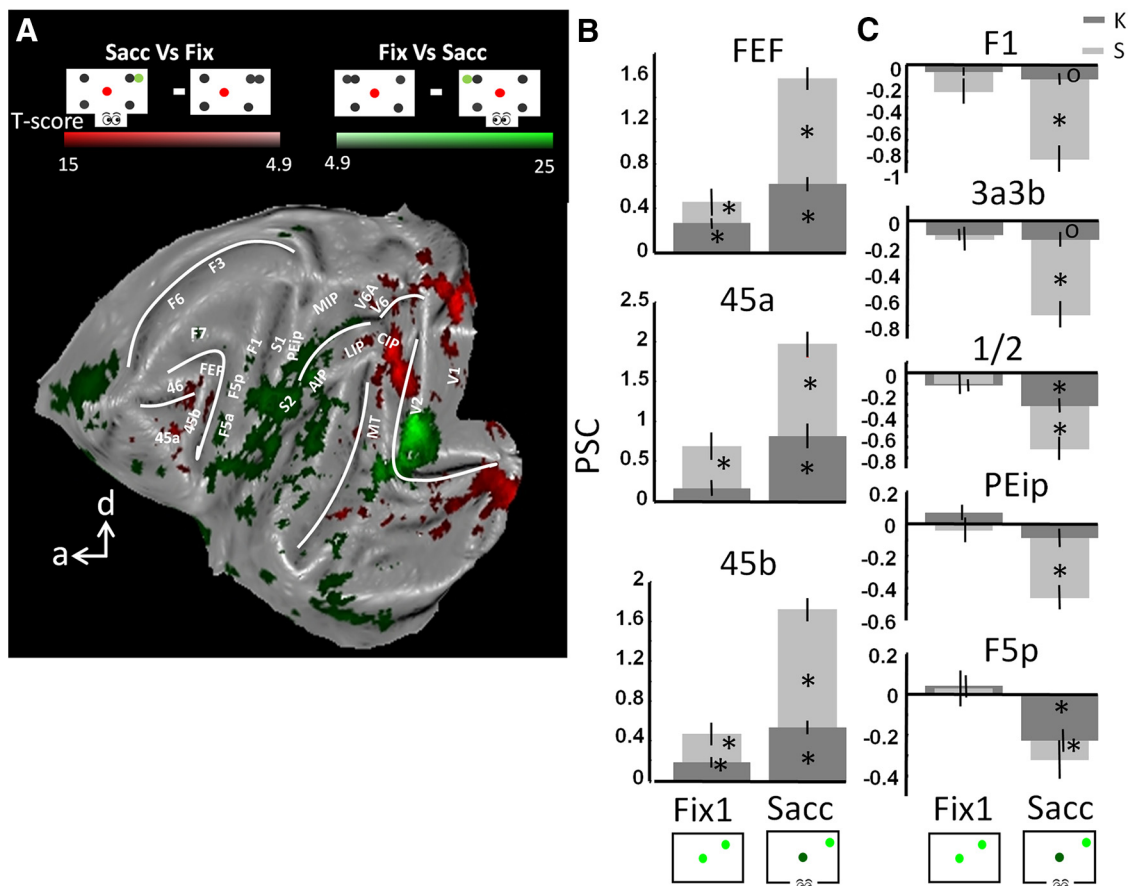 A
Sacc Vs Fix
Fix Vs Sacc
T-score
15
4.9
4.9
25
F3
F6
F7
F1
S1
PEip
MIP
V6A
V6
CIP
LIP
AIP
V1
V2
MT
S2
FEF
46
45b
45a
F5p
F5a
d
a
B
PSC
FEF
1.6
1.2
0.8
0.4
0
*
*
*
*
45a
2.5
2
1.5
1
0.5
0
*
*
*
45b
2
1.6
1.2
0.8
0.4
0
*
*
*
*
Fix1 Sacc
C
K
S
F1
0
-0.2
-0.4
-0.6
-0.8
-1
o
*
3a3b
0
-0.2
-0.4
-0.6
-0.8
o
*
1/2
0
-0.2
-0.4
-0.6
-0.8
*
*
PEip
0.2
0
-0.2
-0.4
-0.6
*
F5p
0.2
0
-0.2
-0.4
*
*
Fix1 Sacc